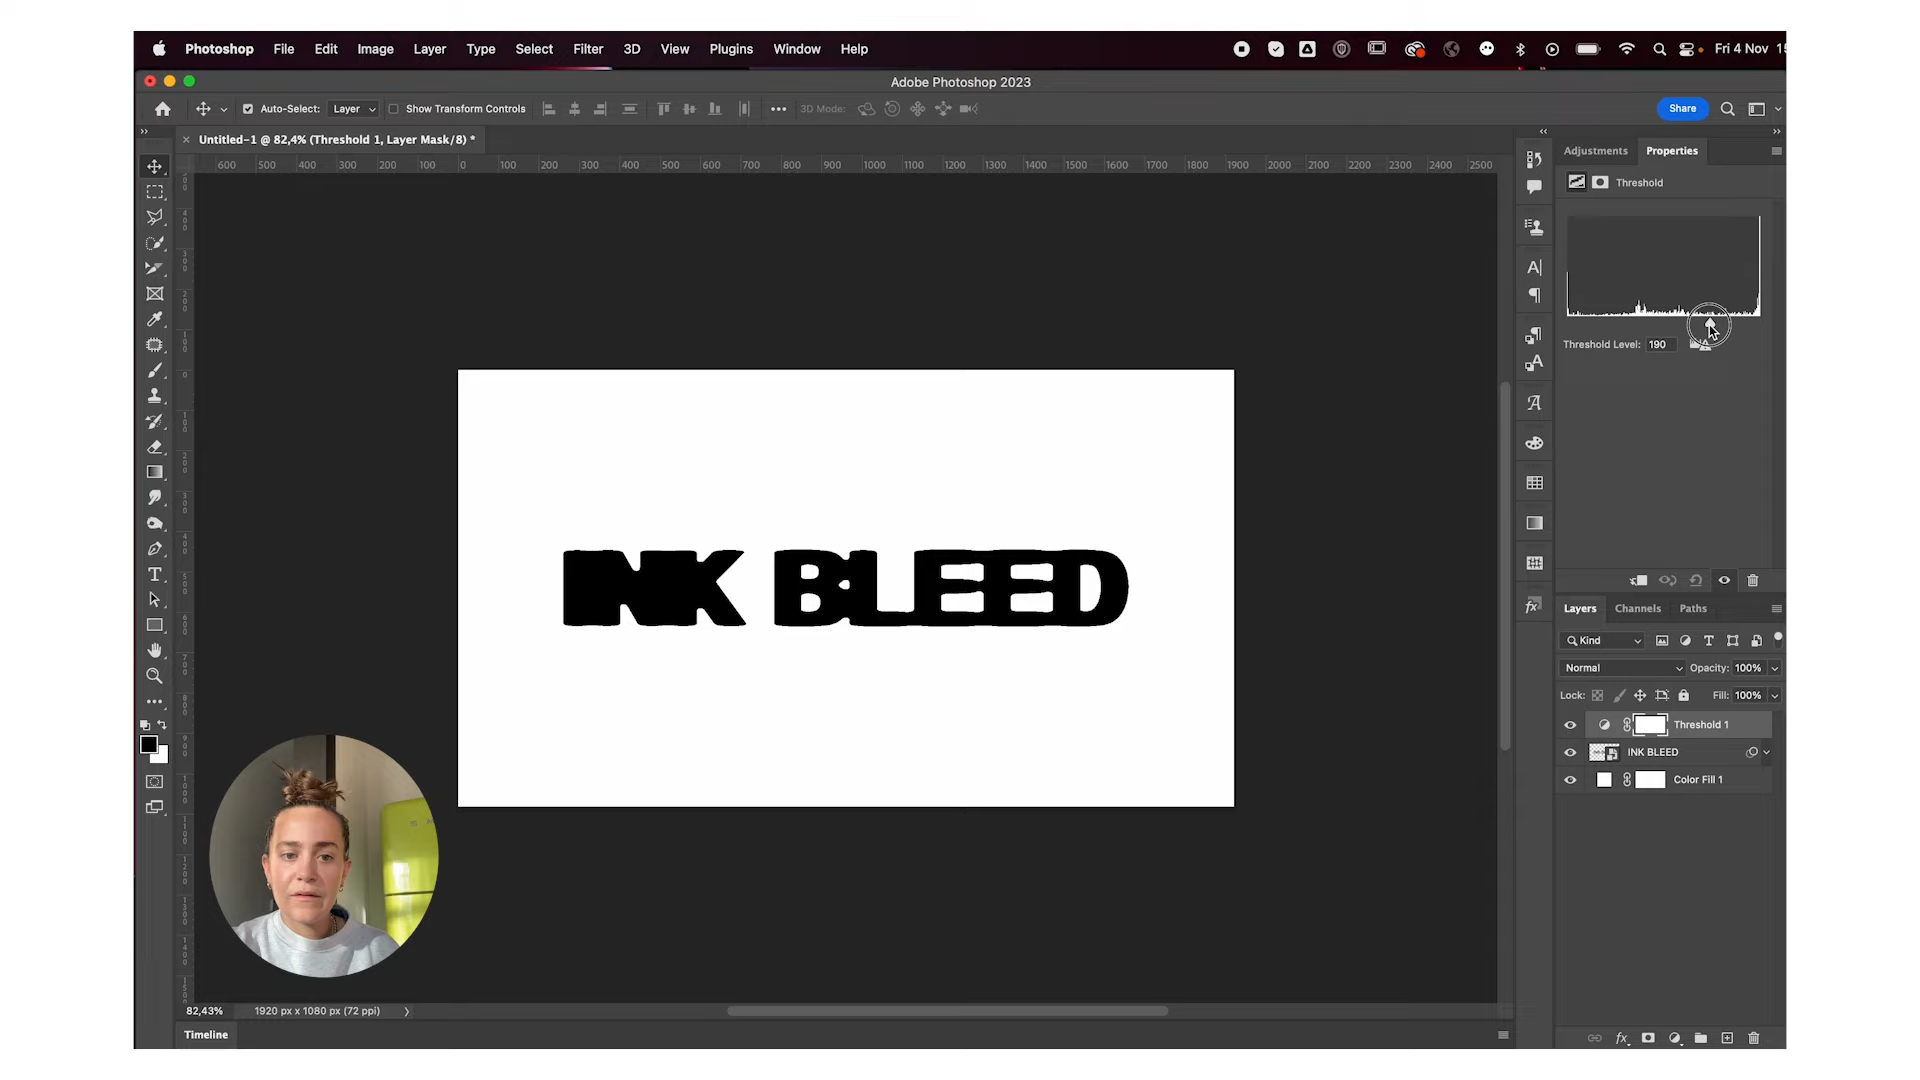 Photoshop File Edit Image Layer Type Select Filter 3D View Plugins Window Help Fri 4 Nov
Adobe Photoshop 2023
Auto-Select: Layer Show Transform Controls 3D Mode: Share
Untitled-1 @ 82,4% (Threshold 1, Layer Mask/8) *
600 500 400 300 200 100 0 100 200 300 400 500 600 700 800 900 1000 1100 1200 1300 1400 1500 1600 1700 1800 1900 2000 2100 2200 2300 2400 2500
Adjustments Properties
Threshold
Threshold Level: 190
INK BLEED
Layers Channels Paths
Kind
Normal Opacity: 100%
Lock: Fill: 100%
Threshold 1
INK BLEED
Color Fill 1
82,43% 1920 px x 1080 px (72 ppi)
Timeline